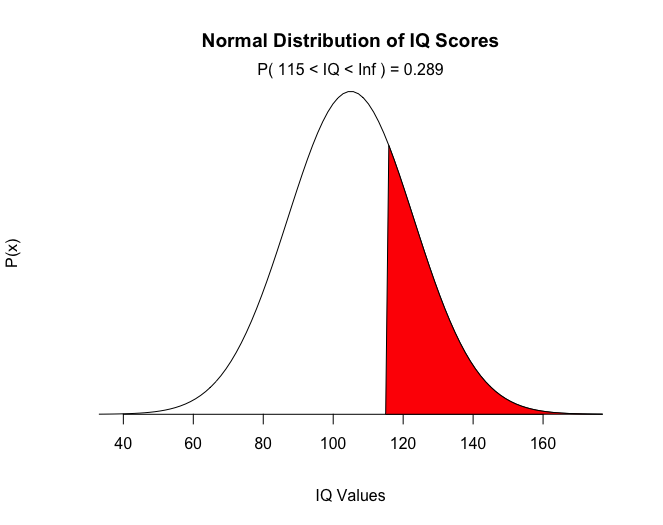 Normal Distribution of IQ Scores
P( 115 < IQ < Inf ) = 0.289
P(x)
40 60 80 100 120 140 160
IQ Values